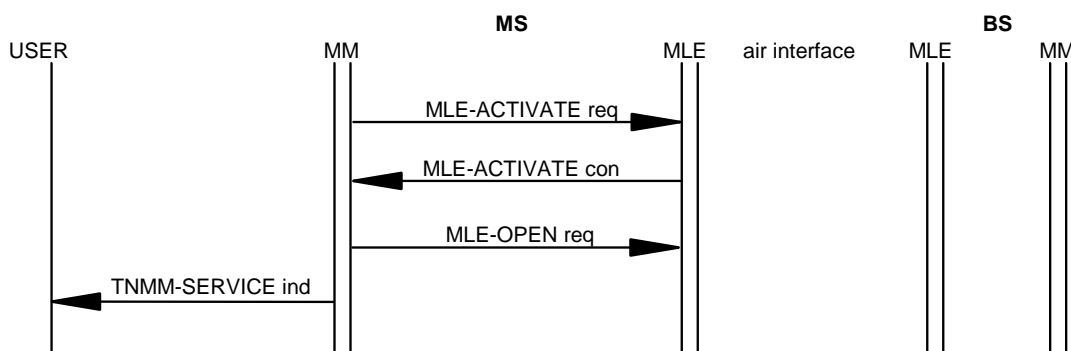 MS BS
USER MM MLE air interface MLE MM
MLE-ACTIVATE req
MLE-ACTIVATE con
MLE-OPEN req
TNMM-SERVICE ind